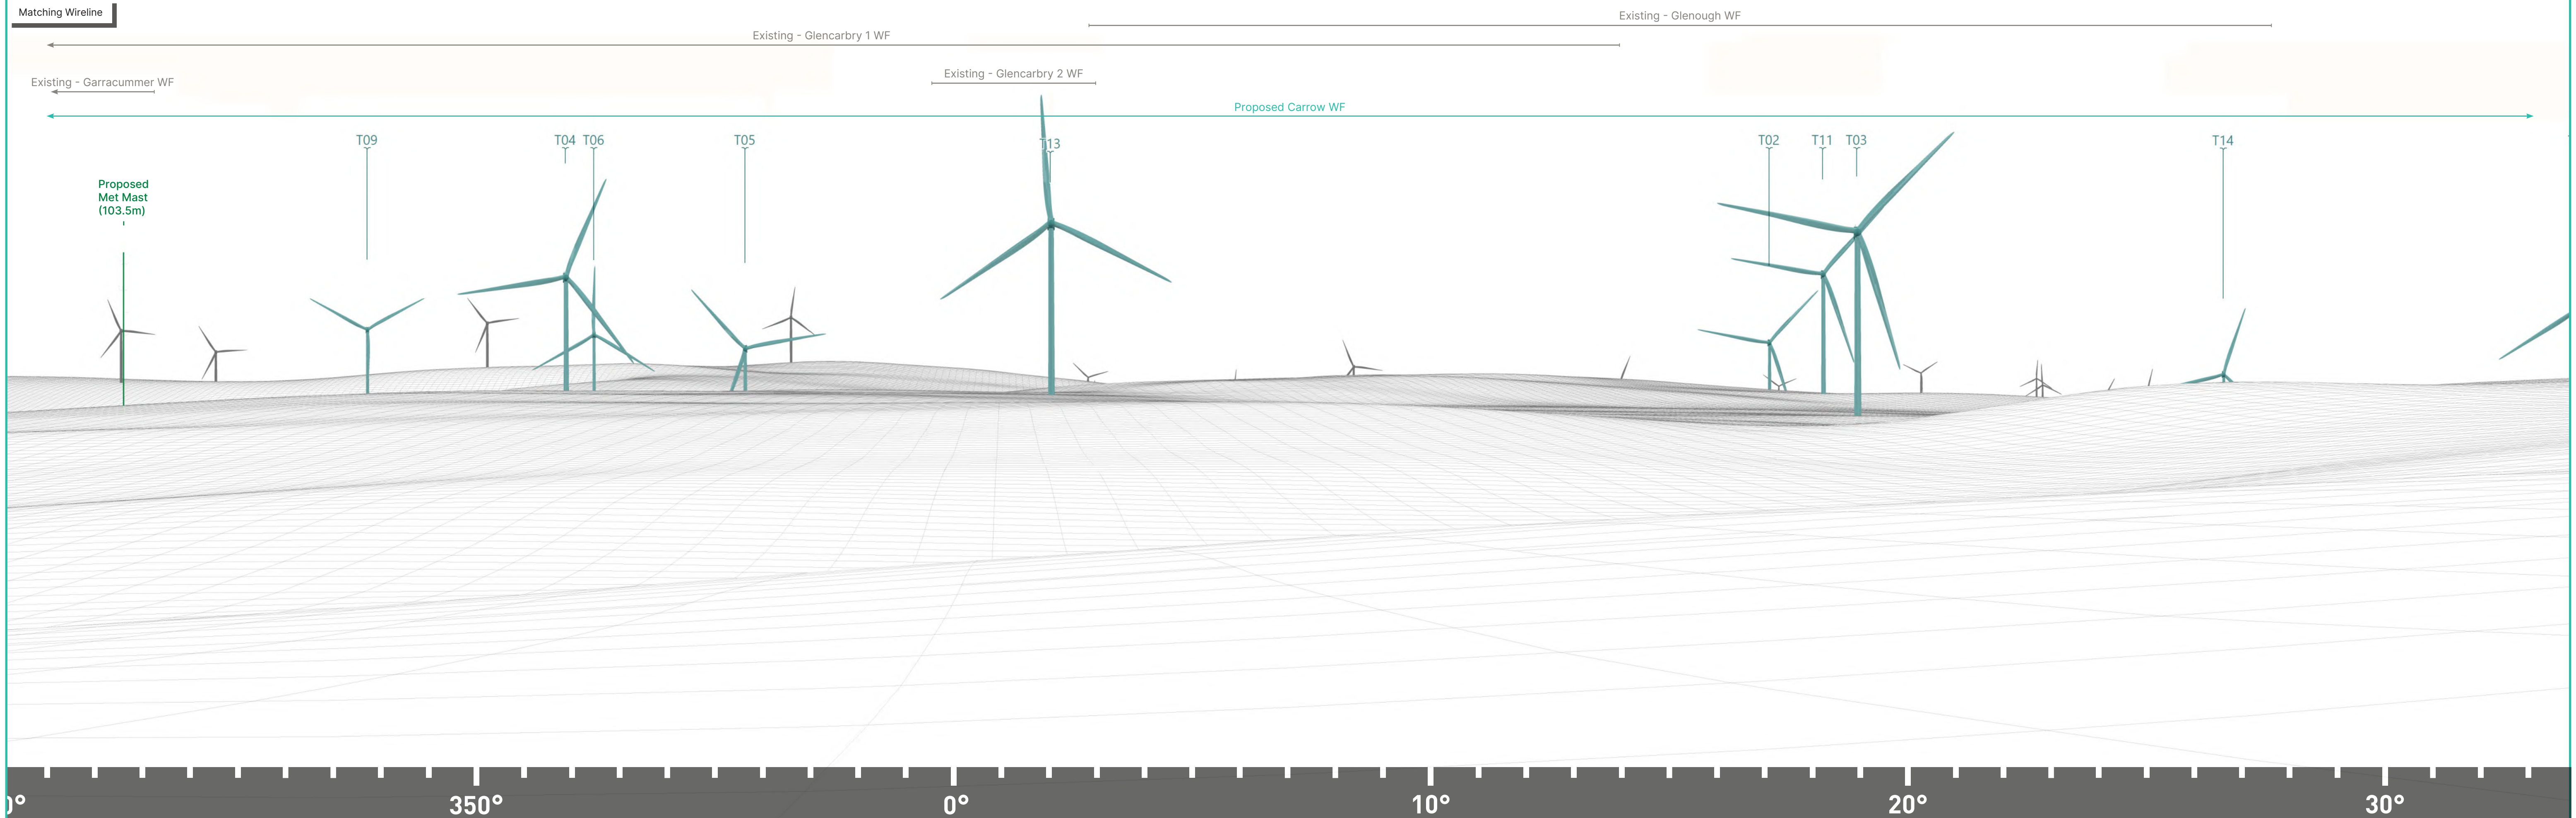 Matching Wireline
Existing - Glenough WF
Existing - Glencarbry 1 WF
Existing - Garracummer WF
Existing - Glencarbry 2 WF
Proposed Carrow WF
T09
T04
T06
T05
T13
T02
T11
T03
T14
Proposed
Met Mast
(103.5m)
0°
350°
0°
10°
20°
30°